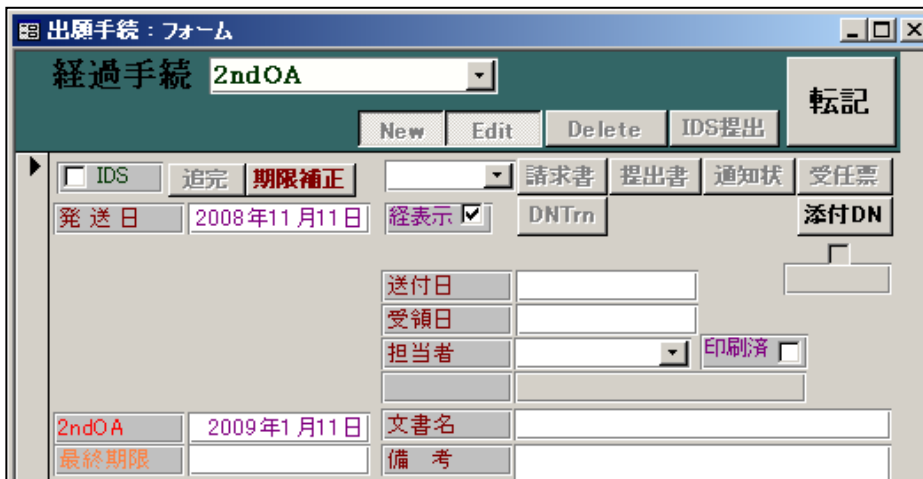 出願手続：フォーム
経過手続 2ndOA
転記
New Edit Delete IDS提出
IDS 追完 期限補正 請求書 提出書 通知状 受任票
発送日 2008年11月11日 経表示 DNTrn 添付DN
送付日
受領日
担当者 印刷済
2ndOA 2009年1月11日 文書名
最終期限 備考